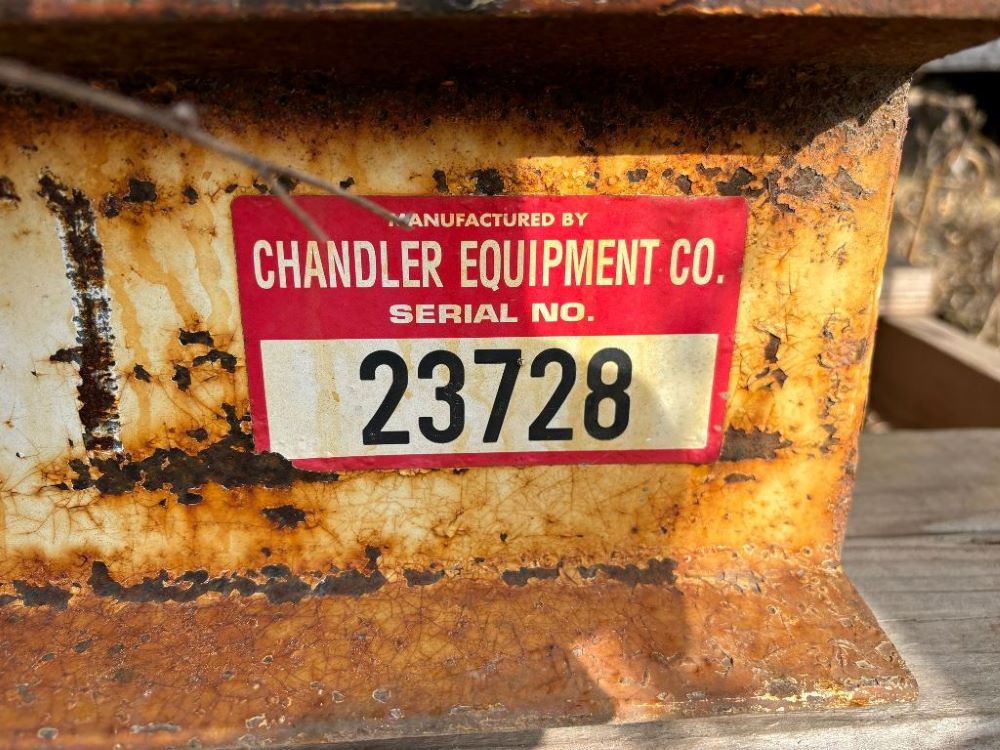 MANUFACTURED BY
CHANDLER EQUIPMENT CO.
SERIAL NO.
23728